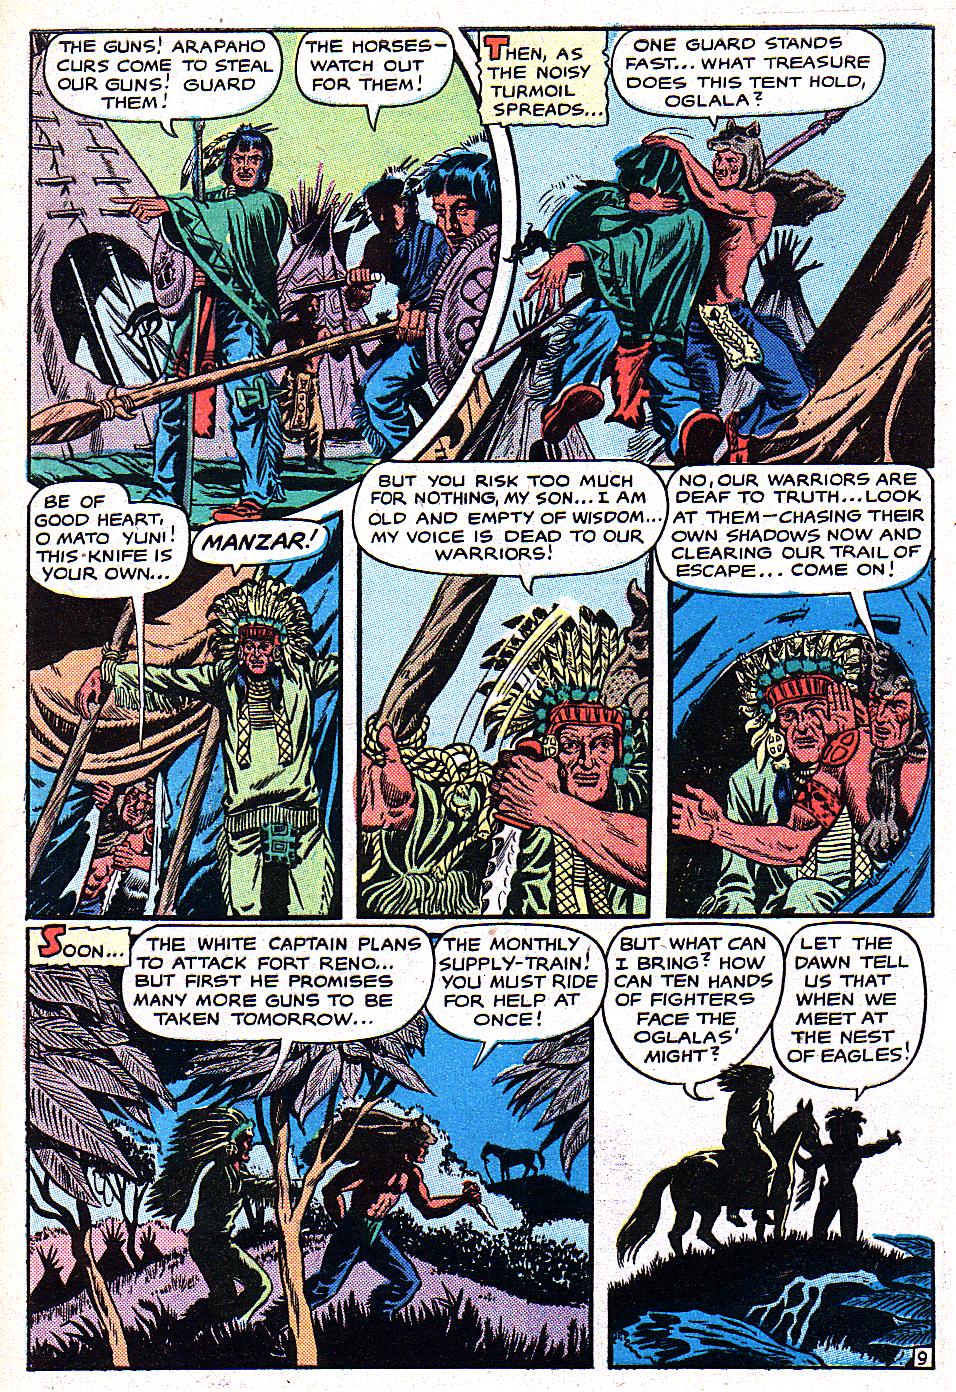 THE GUNS! ARAPAHO
CURS COME TO STEAL
OUR GUNS! GUARD
THEM!
THE HORSES-
WATCH OUT
FOR THEM!
THEN, AS
THE NOISY
TURMOIL
SPREADS...
ONE GUARD STANDS
FAST... WHAT TREASURE
DOES THIS TENT HOLD,
OGLALA?
BE OF
GOOD HEART,
O MATO YUNI!
THIS KNIFE IS
YOUR OWN...
MANZAR!
BUT YOU RISK TOO MUCH
FOR NOTHING, MY SON... I AM
OLD AND EMPTY OF WISDOM...
MY VOICE IS DEAD TO OUR
WARRIORS!
NO, OUR WARRIORS ARE
DEAF TO TRUTH... LOOK
AT THEM—CHASING THEIR
OWN SHADOWS NOW AND
CLEARING OUR TRAIL OF
ESCAPE... COME ON!
SOON...
THE WHITE CAPTAIN PLANS
TO ATTACK FORT RENO...
BUT FIRST HE PROMISES
MANY MORE GUNS TO BE
TAKEN TOMORROW...
THE MONTHLY
SUPPLY-TRAIN!
YOU MUST RIDE
FOR HELP AT
ONCE!
BUT WHAT CAN
I BRING? HOW
CAN TEN HANDS
OF FIGHTERS
FACE THE
OGLALAS'
MIGHT?
LET THE
DAWN TELL
US THAT
WHEN WE
MEET AT
THE NEST
OF EAGLES!
9